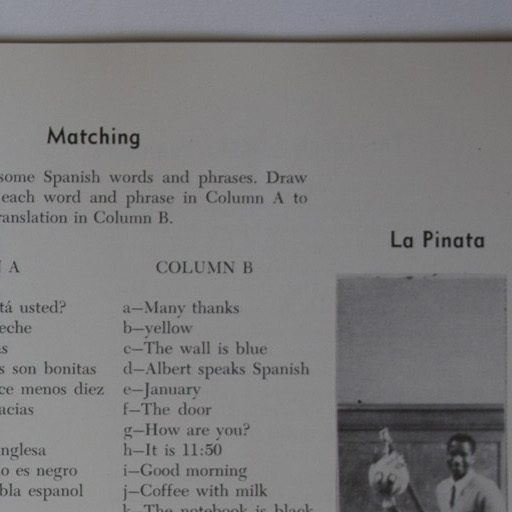 Matching
some Spanish words and phrases. Draw
each word and phrase in Column A to
anslation in Column B.
A
COLUMN B
tá usted?
eche
s
s son bonitas
ce menos diez
acias
nglesa
o es negro
bla espanol
a—Many thanks
b—yellow
c—The wall is blue
d—Albert speaks Spanish
e—January
f—The door
g—How are you?
h—It is 11:50
i—Good morning
j—Coffee with milk
k—The notebook is black
La Pinata